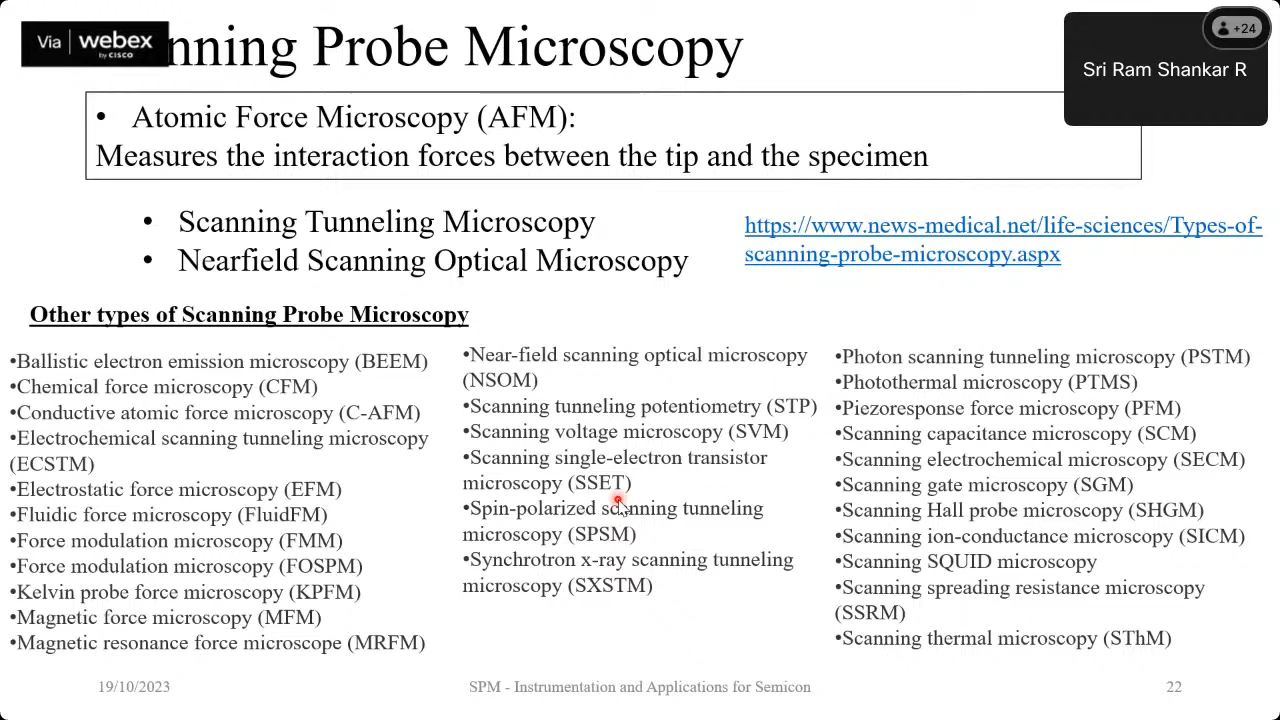 Via webex
by CISCO
nning Probe Microscopy
+24
Sri Ram Shankar R
• Atomic Force Microscopy (AFM):
Measures the interaction forces between the tip and the specimen
• Scanning Tunneling Microscopy
• Nearfield Scanning Optical Microscopy
https://www.news-medical.net/life-sciences/Types-of-
scanning-probe-microscopy.aspx
Other types of Scanning Probe Microscopy
•Ballistic electron emission microscopy (BEEM)
•Chemical force microscopy (CFM)
•Conductive atomic force microscopy (C-AFM)
•Electrochemical scanning tunneling microscopy
(ECSTM)
•Electrostatic force microscopy (EFM)
•Fluidic force microscopy (FluidFM)
•Force modulation microscopy (FMM)
•Force modulation microscopy (FOSPM)
•Kelvin probe force microscopy (KPFM)
•Magnetic force microscopy (MFM)
•Magnetic resonance force microscope (MRFM)
•Near-field scanning optical microscopy
(NSOM)
•Scanning tunneling potentiometry (STP)
•Scanning voltage microscopy (SVM)
•Scanning single-electron transistor
microscopy (SSET)
•Spin-polarized scanning tunneling
microscopy (SPSM)
•Synchrotron x-ray scanning tunneling
microscopy (SXSTM)
•Photon scanning tunneling microscopy (PSTM)
•Photothermal microscopy (PTMS)
•Piezoresponse force microscopy (PFM)
•Scanning capacitance microscopy (SCM)
•Scanning electrochemical microscopy (SECM)
•Scanning gate microscopy (SGM)
•Scanning Hall probe microscopy (SHGM)
•Scanning ion-conductance microscopy (SICM)
•Scanning SQUID microscopy
•Scanning spreading resistance microscopy
(SSRM)
•Scanning thermal microscopy (SThM)
19/10/2023
SPM - Instrumentation and Applications for Semicon
22